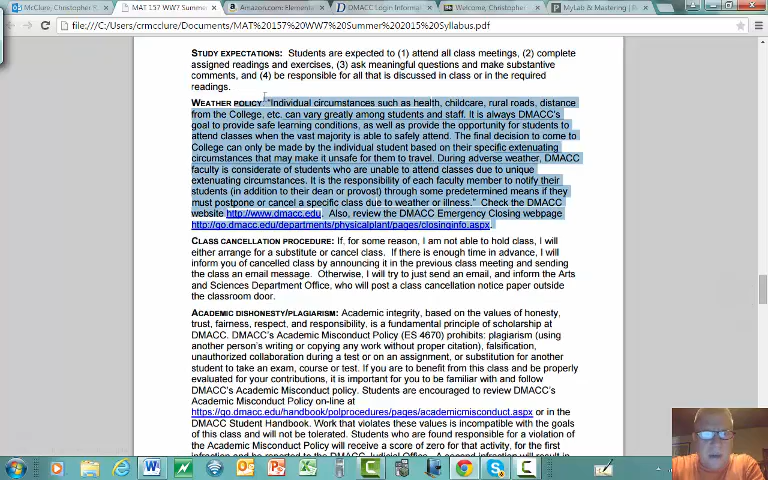 McClure, Christopher K
MAT 157 WW7 Summer
Amazon.com: Elementa
DMACC Login Informa
Welcome, Christopher
MyLab & Mastering | P
file:///C:/Users/crmcclure/Documents/MAT%20157%20WW7%20Summer%202015%20Syllabus.pdf
STUDY EXPECTATIONS: Students are expected to (1) attend all class meetings, (2) complete
assigned readings and exercises, (3) ask meaningful questions and make substantive
comments, and (4) be responsible for all that is discussed in class or in the required
readings.
WEATHER POLICY: "Individual circumstances such as health, childcare, rural roads, distance
from the College, etc. can vary greatly among students and staff. It is always DMACC's
goal to provide safe learning conditions, as well as provide the opportunity for students to
attend classes when the vast majority is able to safely attend. The final decision to come to
College can only be made by the individual student based on their specific extenuating
circumstances that may make it unsafe for them to travel. During adverse weather, DMACC
faculty is considerate of students who are unable to attend classes due to unique
extenuating circumstances. It is the responsibility of each faculty member to notify their
students (in addition to their dean or provost) through some predetermined means if they
must postpone or cancel a specific class due to weather or illness." Check the DMACC
website http://www.dmacc.edu. Also, review the DMACC Emergency Closing webpage
http://go.dmacc.edu/departments/physicalplant/pages/closinginfo.aspx.
CLASS CANCELLATION PROCEDURE: If, for some reason, I am not able to hold class, I will
either arrange for a substitute or cancel class. If there is enough time in advance, I will
inform you of cancelled class by announcing it in the previous class meeting and sending
the class an email message. Otherwise, I will try to just send an email, and inform the Arts
and Sciences Department Office, who will post a class cancellation notice paper outside
the classroom door.
ACADEMIC DISHONESTY/PLAGIARISM: Academic integrity, based on the values of honesty,
trust, fairness, respect, and responsibility, is a fundamental principle of scholarship at
DMACC. DMACC's Academic Misconduct Policy (ES 4670) prohibits: plagiarism (using
another person's writing or copying any work without proper citation), falsification,
unauthorized collaboration during a test or on an assignment, or substitution for another
student to take an exam, course or test. If you are to benefit from this class and be properly
evaluated for your contributions, it is important for you to be familiar with and follow
DMACC's Academic Misconduct policy. Students are encouraged to review DMACC's
Academic Misconduct Policy on-line at
https://go.dmacc.edu/handbook/polprocedures/pages/academicmisconduct.aspx or in the
DMACC Student Handbook. Work that violates these values is incompatible with the goals
of this class and will not be tolerated. Students who are found responsible for a violation of
the Academic Misconduct Policy will receive a score of zero for that activity, for the first